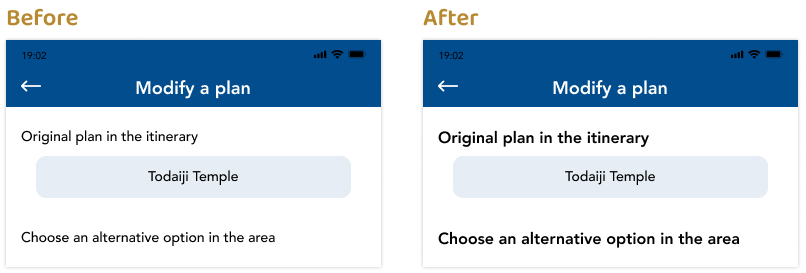 Before
19:02
Modify a plan
Original plan in the itinerary
Todaiji Temple
Choose an alternative option in the area
After
19:02
Modify a plan
Original plan in the itinerary
Todaiji Temple
Choose an alternative option in the area